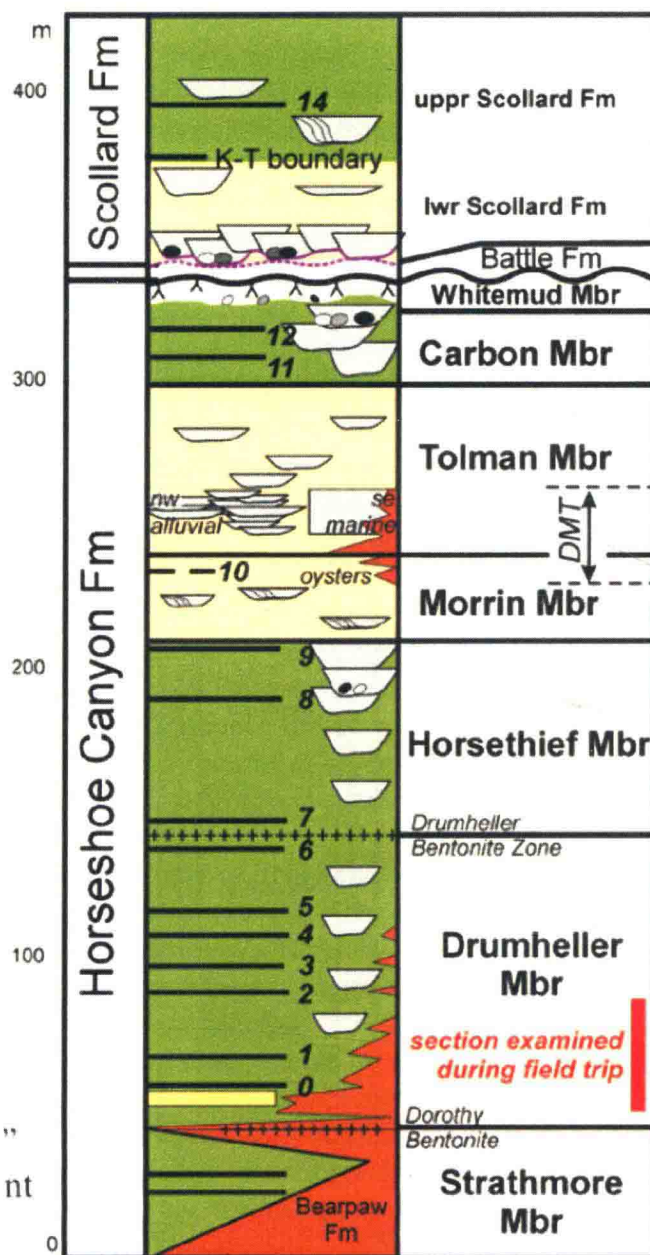 m
400
300
200
100
0
Scollard Fm
Horseshoe Canyon Fm
14
K-T boundary
12
11
nw
alluvial
se
marine
10
oysters
9
8
7
6
5
4
3
2
1
0
Bearpaw
Fm
uppr Scollard Fm
lwr Scollard Fm
Battle Fm
Whitemud Mbr
Carbon Mbr
Tolman Mbr
DMT
Morrin Mbr
Horsethief Mbr
Drumheller
Bentonite Zone
Drumheller
Mbr
section examined
during field trip
Dorothy
Bentonite
Strathmore
Mbr
”
nt